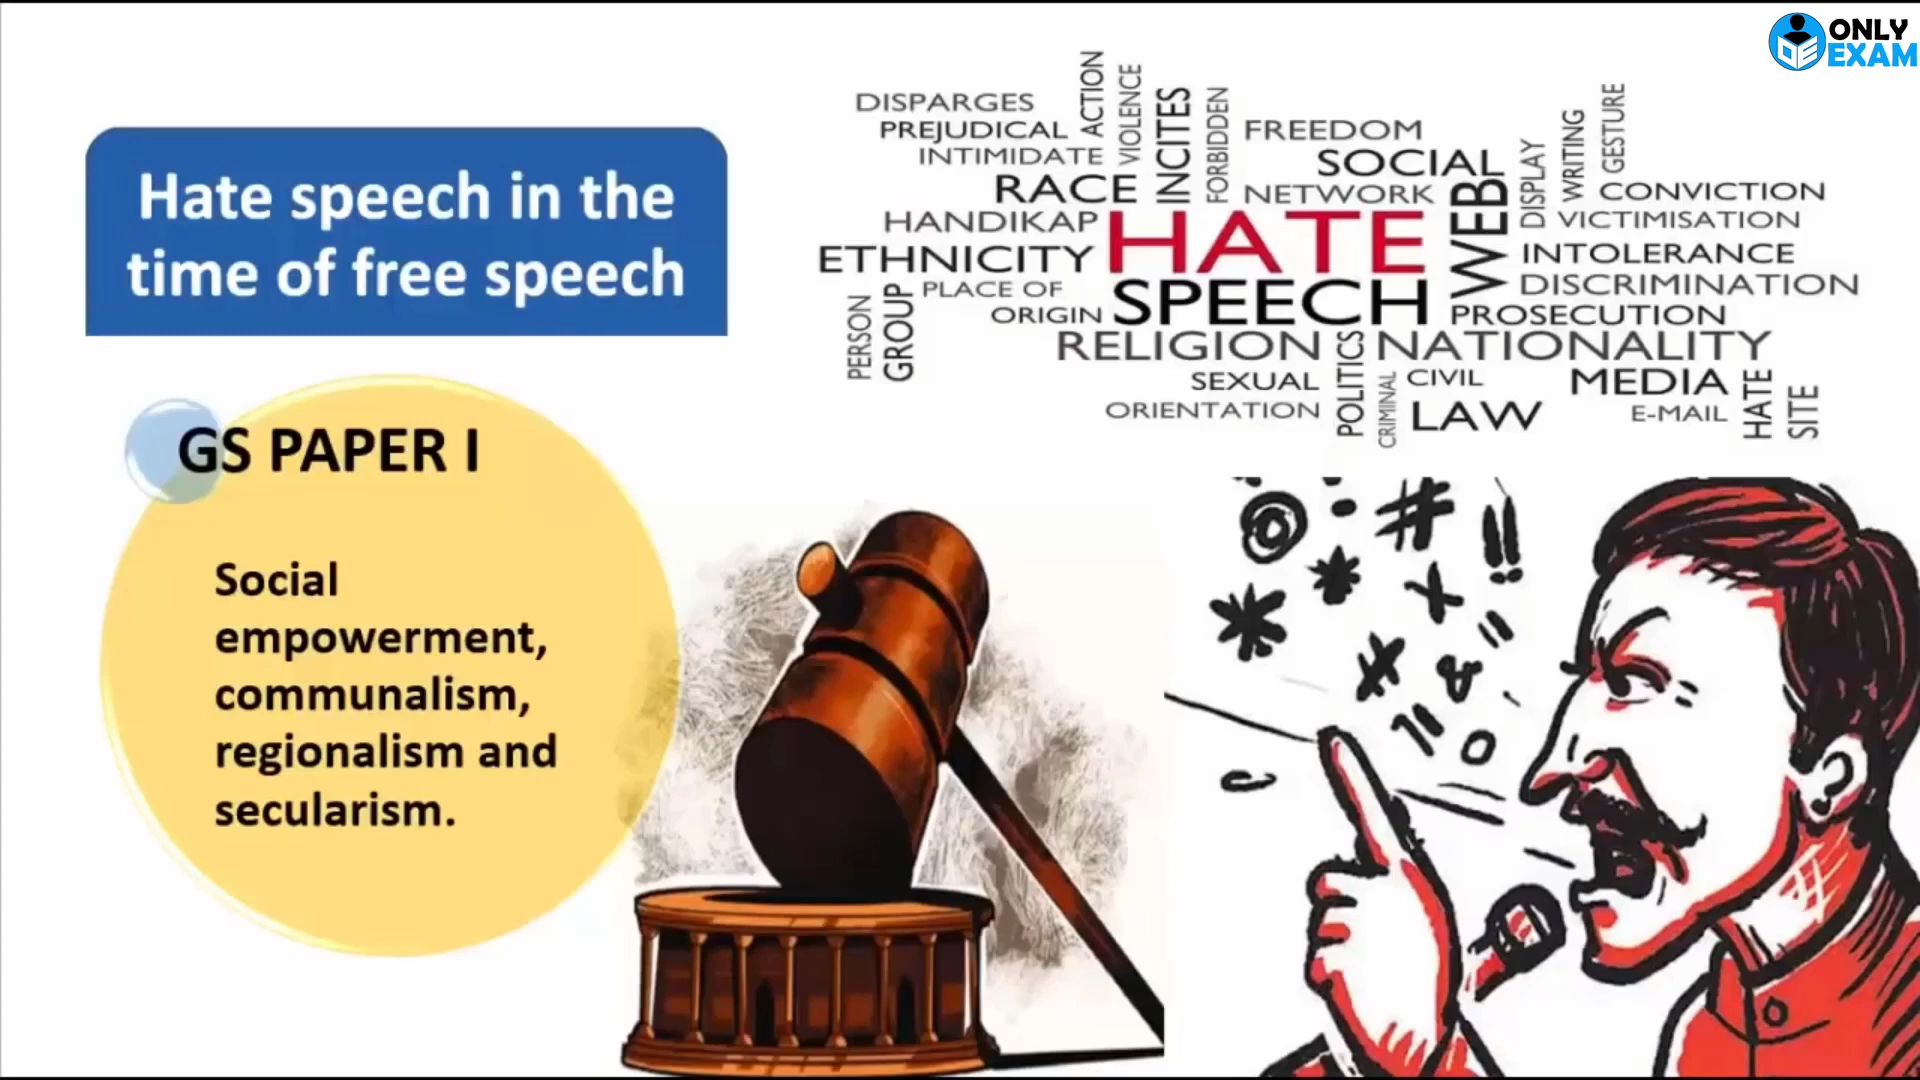 ONLY
EXAM
Hate speech in the
time of free speech
GS PAPER I
Social
empowerment,
communalism,
regionalism and
secularism.
DISPARGES
PREJUDICAL
INTIMIDATE
ACTION
VIOLENCE
INCITES
FORBIDDEN
FREEDOM
SOCIAL
NETWORK
RACE
HANDIKAP
ETHNICITY
HATE
SPEECH
WEB
DISPLAY
WRITING
GESTURE
CONVICTION
VICTIMISATION
INTOLERANCE
DISCRIMINATION
PROSECUTION
PLACE OF
ORIGIN
PERSON
GROUP
RELIGION
NATIONALITY
SEXUAL
ORIENTATION
POLITICS
CRIMINAL
CIVIL
LAW
MEDIA
E-MAIL
HATE
SITE